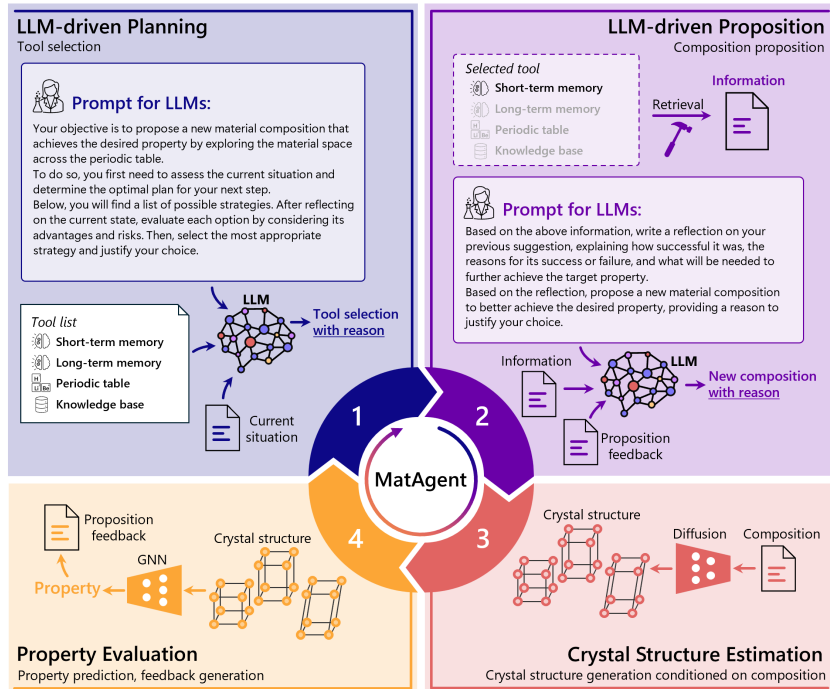 LLM-driven Planning
Tool selection
Prompt for LLMs:
Your objective is to propose a new material composition that
achieves the desired property by exploring the material space
across the periodic table.
To do so, you first need to assess the current situation and
determine the optimal plan for your next step.
Below, you will find a list of possible strategies. After reflecting
on the current state, evaluate each option by considering its
advantages and risks. Then, select the most appropriate
strategy and justify your choice.
Tool list
Short-term memory
Long-term memory
H
Li Be
Periodic table
Knowledge base
LLM
Tool selection
with reason
Current
situation
1
LLM-driven Proposition
Composition proposition
Selected tool
Short-term memory
Long-term memory
H
Li Be
Periodic table
Knowledge base
Retrieval
Information
Prompt for LLMs:
Based on the above information, write a reflection on your
previous suggestion, explaining how successful it was, the
reasons for its success or failure, and what will be needed to
further achieve the target property.
Based on the reflection, propose a new material composition
to better achieve the desired property, providing a reason to
justify your choice.
Information
LLM
New composition
with reason
Proposition
feedback
2
MatAgent
4
3
Proposition
feedback
GNN
Crystal structure
Property
Property Evaluation
Property prediction, feedback generation
Crystal structure
Diffusion
Composition
Crystal Structure Estimation
Crystal structure generation conditioned on composition